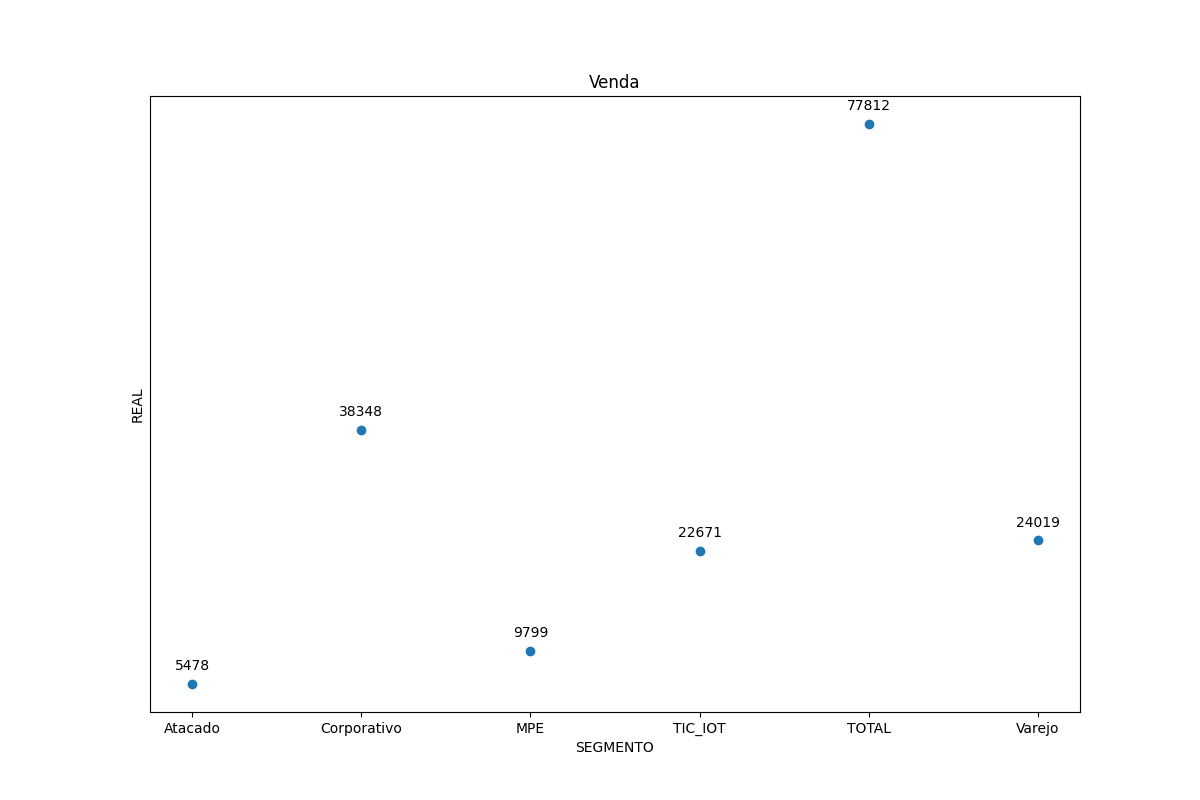 Venda
77812
38348
24019
22671
9799
5478
REAL
Atacado Corporativo MPE TIC_IOT TOTAL Varejo
SEGMENTO